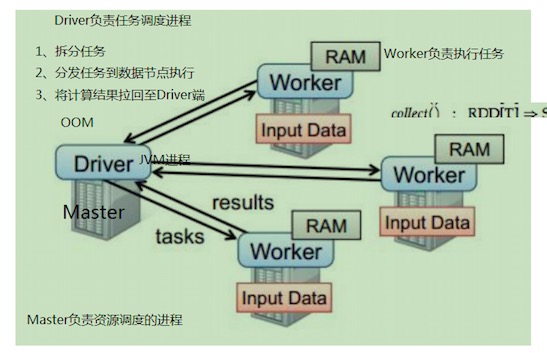 Driver负责任务调度进程
1、拆分任务
2、分发任务到数据节点执行
3、将计算结果拉回至Driver端
OOM
RAM
Worker负责执行任务
Worker
Input Data
collect() : RDD[T] ⇒ S
Driver
JVM进程
RAM
Worker
Input Data
Master
results
tasks
RAM
Worker
Input Data
Master负责资源调度的进程